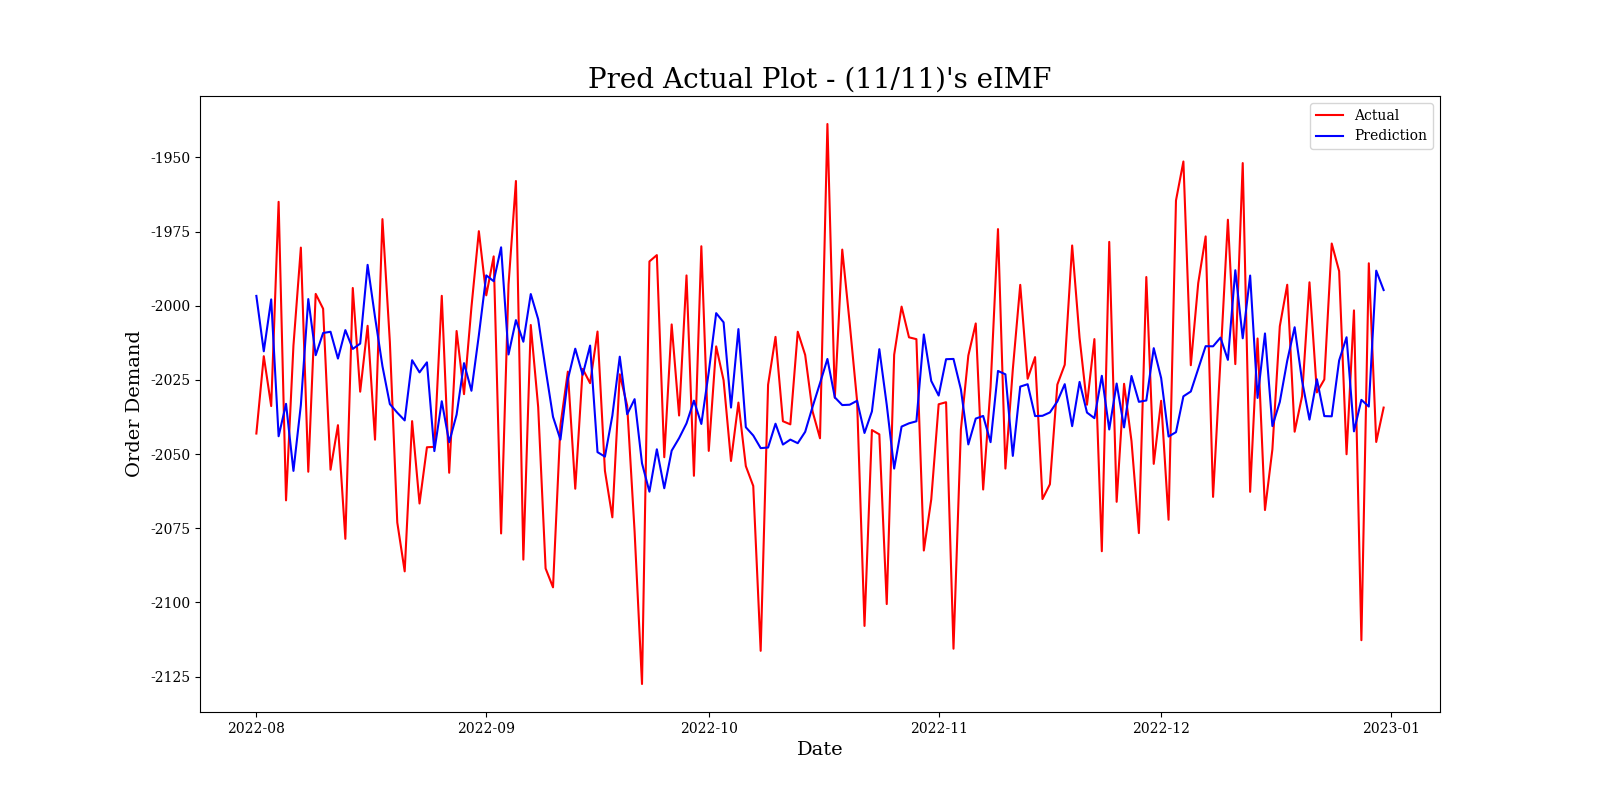 Pred Actual Plot - (11/11)'s eIMF
Actual
Prediction
Order Demand
-1950
-1975
-2000
-2025
-2050
-2075
-2100
-2125
2022-08 2022-09 2022-10 2022-11 2022-12 2023-01
Date